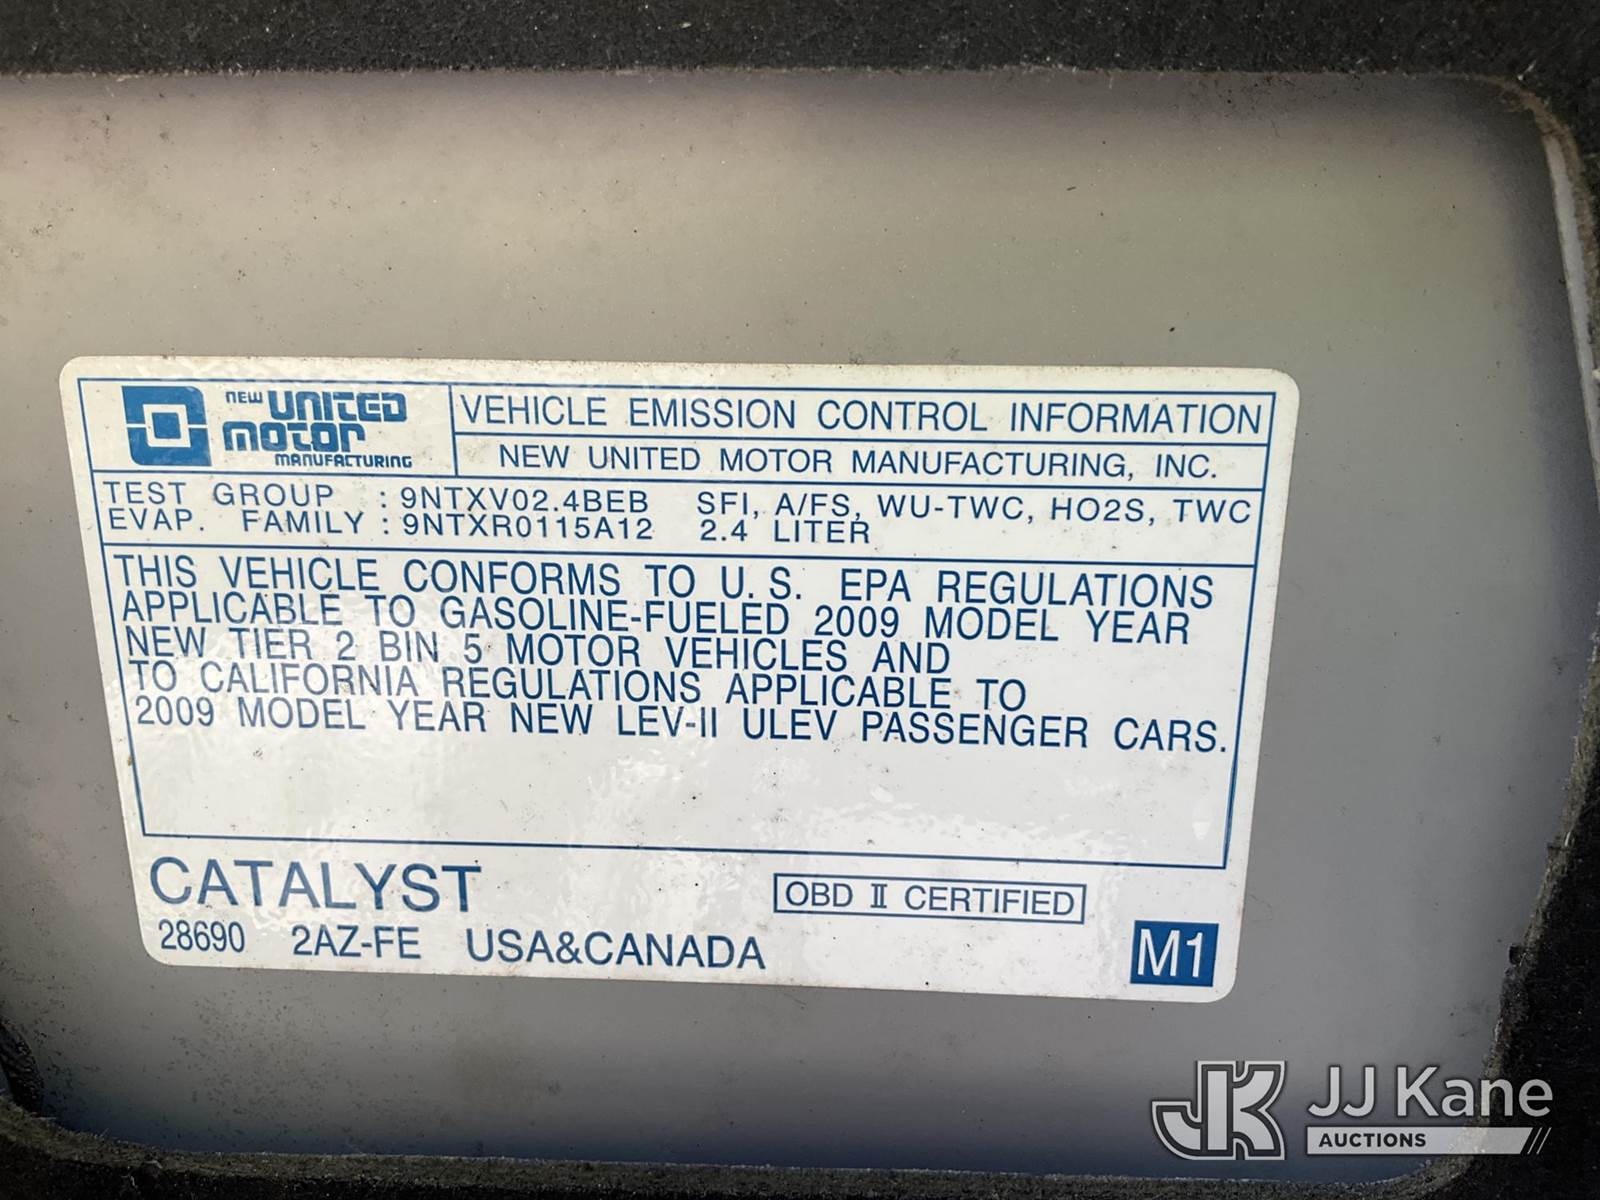 NEW UNITED
MOTOR
MANUFACTURING
VEHICLE EMISSION CONTROL INFORMATION
NEW UNITED MOTOR MANUFACTURING, INC.
TEST GROUP : 9NTXV02.4BEB SFI, A/FS, WU-TWC, HO2S, TWC
EVAP. FAMILY : 9NTXR0115A12 2.4 LITER
THIS VEHICLE CONFORMS TO U.S. EPA REGULATIONS
APPLICABLE TO GASOLINE-FUELED 2009 MODEL YEAR
NEW TIER 2 BIN 5 MOTOR VEHICLES AND
TO CALIFORNIA REGULATIONS APPLICABLE TO
2009 MODEL YEAR NEW LEV-II ULEV PASSENGER CARS.
CATALYST
OBD II CERTIFIED
28690 2AZ-FE USA&CANADA
M1
JK JJ Kane
AUCTIONS